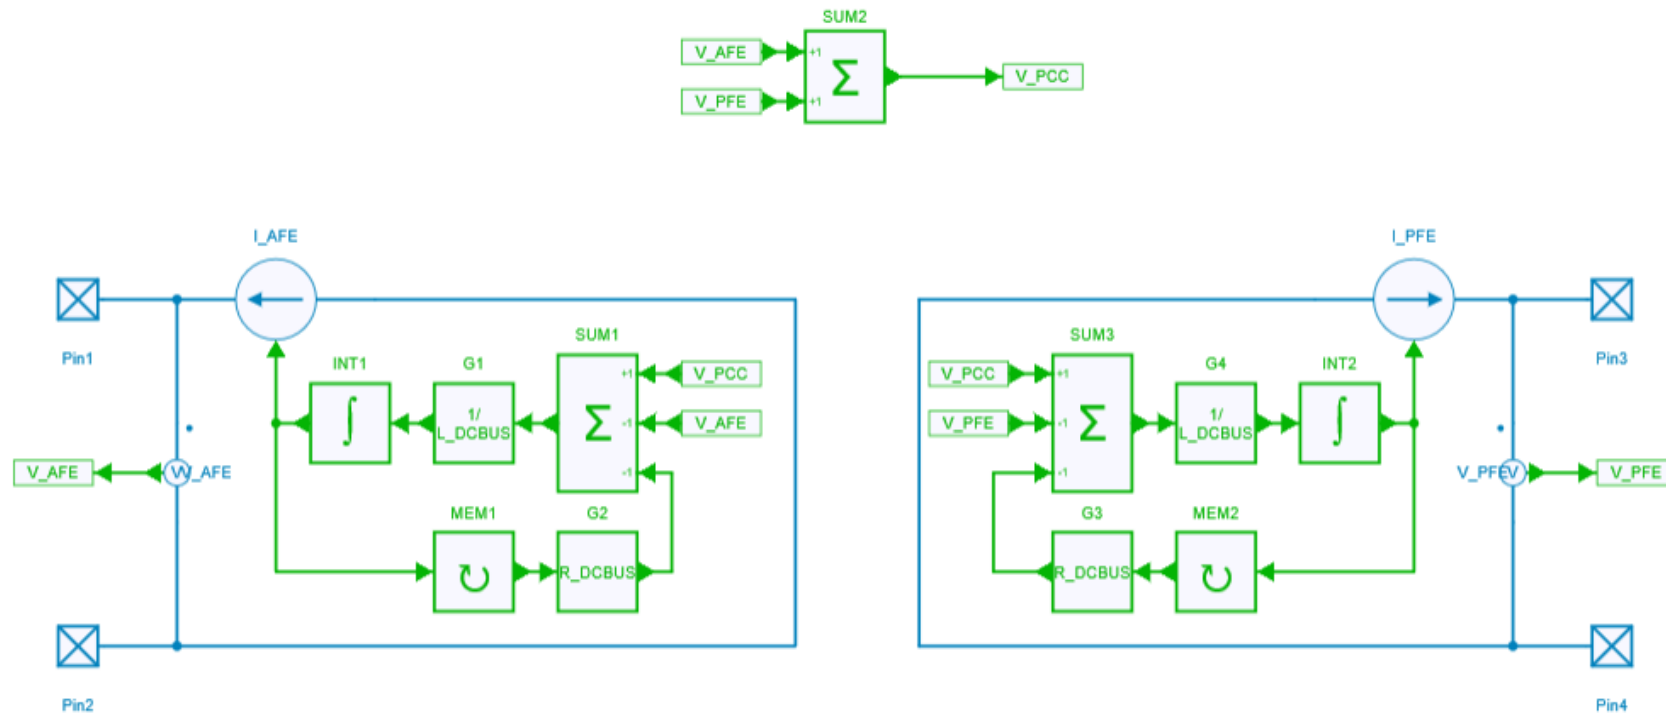 SUM2
V_AFE
+1
V_PCC
V_PFE
+1
Σ
I_AFE
I_PFE
Pin1
Pin3
INT1
G1
SUM1
SUM3
G4
INT2
∫
1/
L_DCBUS
+1
V_PCC
-1
V_AFE
-1
Σ
V_PCC
+1
V_PFE
-1
-1
Σ
1/
L_DCBUS
∫
V_AFE
V
V_AFE
V_PFE
V
V_PFE
MEM1
G2
G3
MEM2
R_DCBUS
R_DCBUS
Pin2
Pin4